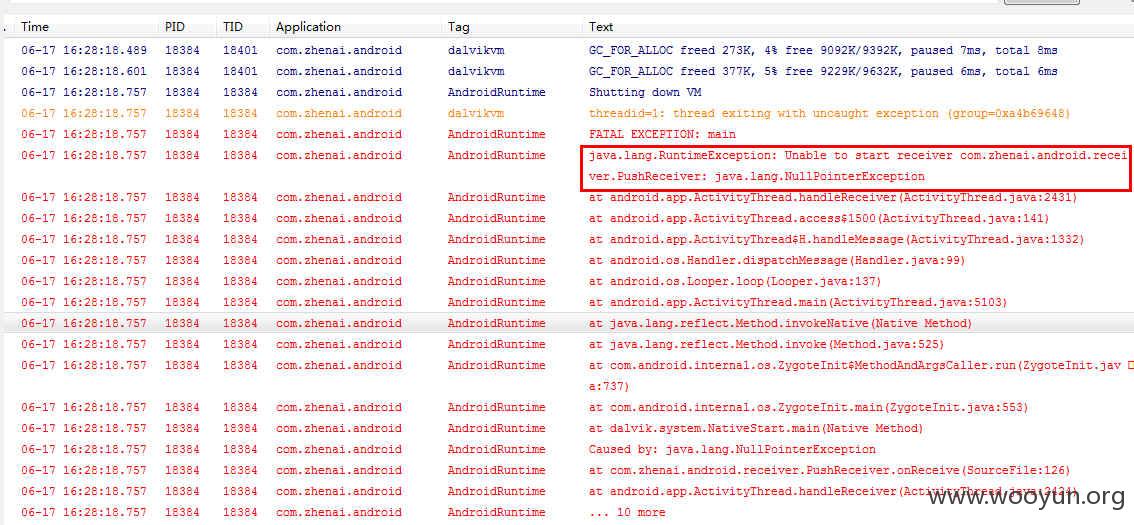 Time PID TID Application Tag Text
06-17 16:28:18.489 18384 18401 com.zhenai.android dalvikvm GC_FOR_ALLOC freed 273K, 4% free 9092K/9392K, paused 7ms, total 8ms
06-17 16:28:18.601 18384 18401 com.zhenai.android dalvikvm GC_FOR_ALLOC freed 377K, 5% free 9229K/9632K, paused 6ms, total 6ms
06-17 16:28:18.757 18384 18384 com.zhenai.android AndroidRuntime Shutting down VM
06-17 16:28:18.757 18384 18384 com.zhenai.android dalvikvm threadid=1: thread exiting with uncaught exception (group=0xa4b69648)
06-17 16:28:18.757 18384 18384 com.zhenai.android AndroidRuntime FATAL EXCEPTION: main
06-17 16:28:18.757 18384 18384 com.zhenai.android AndroidRuntime java.lang.RuntimeException: Unable to start receiver com.zhenai.android.recei
ver.PushReceiver: java.lang.NullPointerException
06-17 16:28:18.757 18384 18384 com.zhenai.android AndroidRuntime at android.app.ActivityThread.handleReceiver(ActivityThread.java:2431)
06-17 16:28:18.757 18384 18384 com.zhenai.android AndroidRuntime at android.app.ActivityThread.access$1500(ActivityThread.java:141)
06-17 16:28:18.757 18384 18384 com.zhenai.android AndroidRuntime at android.app.ActivityThread$H.handleMessage(ActivityThread.java:1332)
06-17 16:28:18.757 18384 18384 com.zhenai.android AndroidRuntime at android.os.Handler.dispatchMessage(Handler.java:99)
06-17 16:28:18.757 18384 18384 com.zhenai.android AndroidRuntime at android.os.Looper.loop(Looper.java:137)
06-17 16:28:18.757 18384 18384 com.zhenai.android AndroidRuntime at android.app.ActivityThread.main(ActivityThread.java:5103)
06-17 16:28:18.757 18384 18384 com.zhenai.android AndroidRuntime at java.lang.reflect.Method.invokeNative(Native Method)
06-17 16:28:18.757 18384 18384 com.zhenai.android AndroidRuntime at java.lang.reflect.Method.invoke(Method.java:525)
06-17 16:28:18.757 18384 18384 com.zhenai.android AndroidRuntime at com.android.internal.os.ZygoteInit$MethodAndArgsCaller.run(ZygoteInit.jav
a:737)
06-17 16:28:18.757 18384 18384 com.zhenai.android AndroidRuntime at com.android.internal.os.ZygoteInit.main(ZygoteInit.java:553)
06-17 16:28:18.757 18384 18384 com.zhenai.android AndroidRuntime at dalvik.system.NativeStart.main(Native Method)
06-17 16:28:18.757 18384 18384 com.zhenai.android AndroidRuntime Caused by: java.lang.NullPointerException
06-17 16:28:18.757 18384 18384 com.zhenai.android AndroidRuntime at com.zhenai.android.receiver.PushReceiver.onReceive(SourceFile:126)
06-17 16:28:18.757 18384 18384 com.zhenai.android AndroidRuntime at android.app.ActivityThread.handleReceiver(ActivityThread.java:2424)
06-17 16:28:18.757 18384 18384 com.zhenai.android AndroidRuntime ... 10 more
www.wooyun.org